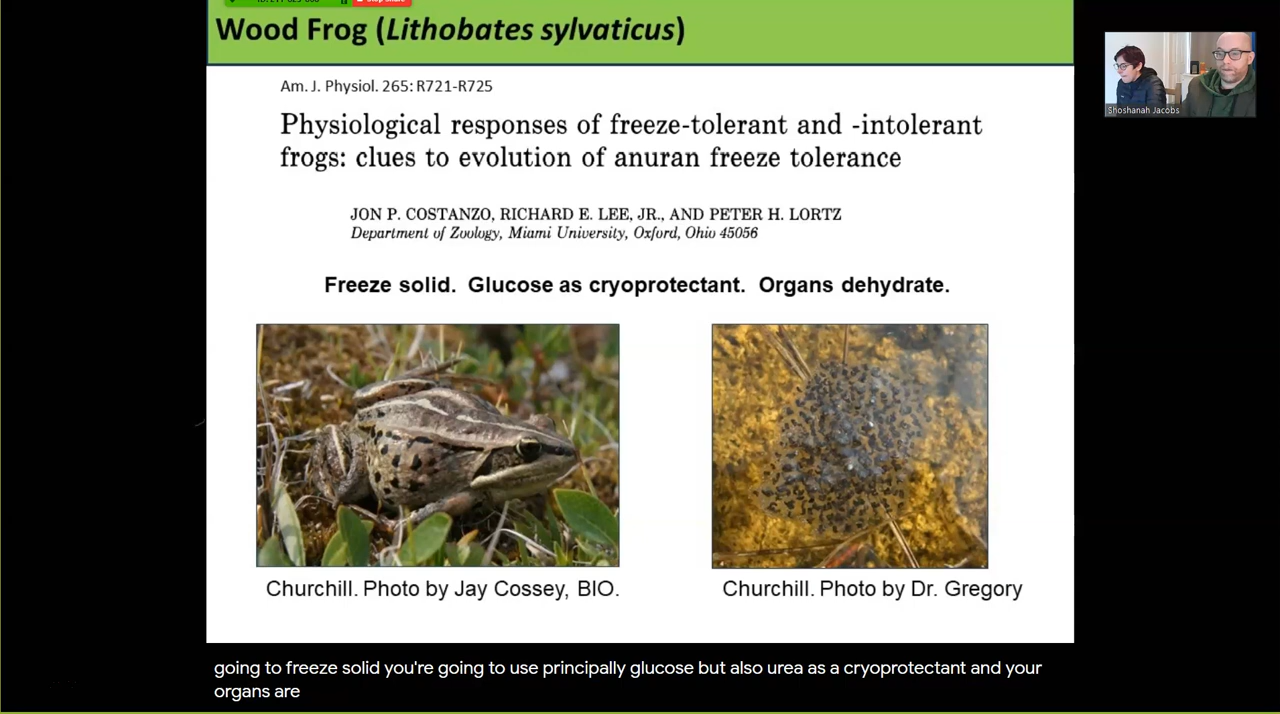 Wood Frog (Lithobates sylvaticus)
Shoshanah Jacobs
Am. J. Physiol. 265: R721-R725
Physiological responses of freeze-tolerant and -intolerant
frogs: clues to evolution of anuran freeze tolerance
JON P. COSTANZO, RICHARD E. LEE, JR., AND PETER H. LORTZ
Department of Zoology, Miami University, Oxford, Ohio 45056
Freeze solid. Glucose as cryoprotectant. Organs dehydrate.
Churchill. Photo by Jay Cossey, BIO.
Churchill. Photo by Dr. Gregory
going to freeze solid you're going to use principally glucose but also urea as a cryoprotectant and your
organs are